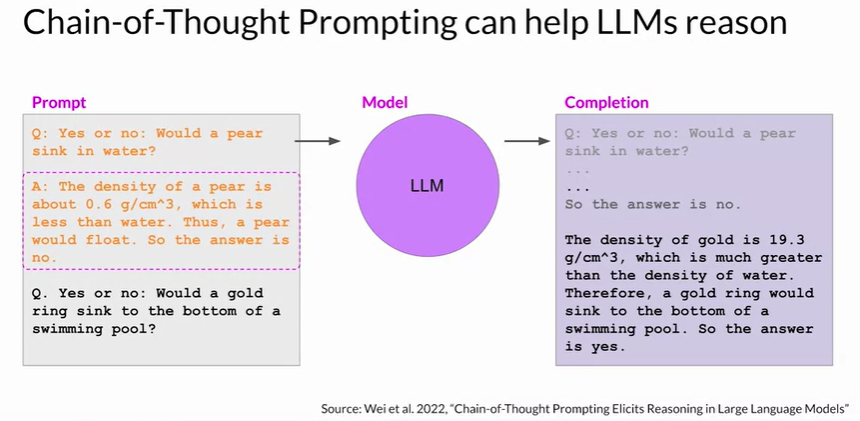 Chain-of-Thought Prompting can help LLMs reason
Prompt
Q: Yes or no: Would a pear
sink in water?
A: The density of a pear is
about 0.6 g/cm^3, which is
less than water. Thus, a pear
would float. So the answer is
no.
Q. Yes or no: Would a gold
ring sink to the bottom of a
swimming pool?
Model
LLM
Completion
Q: Yes or no: Would a pear
sink in water?
...
...
So the answer is no.
The density of gold is 19.3
g/cm^3, which is much greater
than the density of water.
Therefore, a gold ring would
sink to the bottom of a
swimming pool. So the answer
is yes.
Source: Wei et al. 2022, “Chain-of-Thought Prompting Elicits Reasoning in Large Language Models”